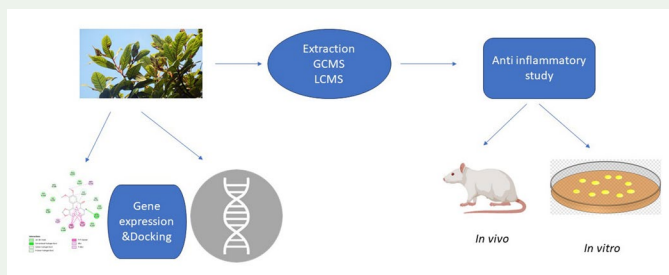 Extraction
GCMS
LCMS
Anti inflammatory
study
Gene
expression
&Docking
In vivo
In vitro